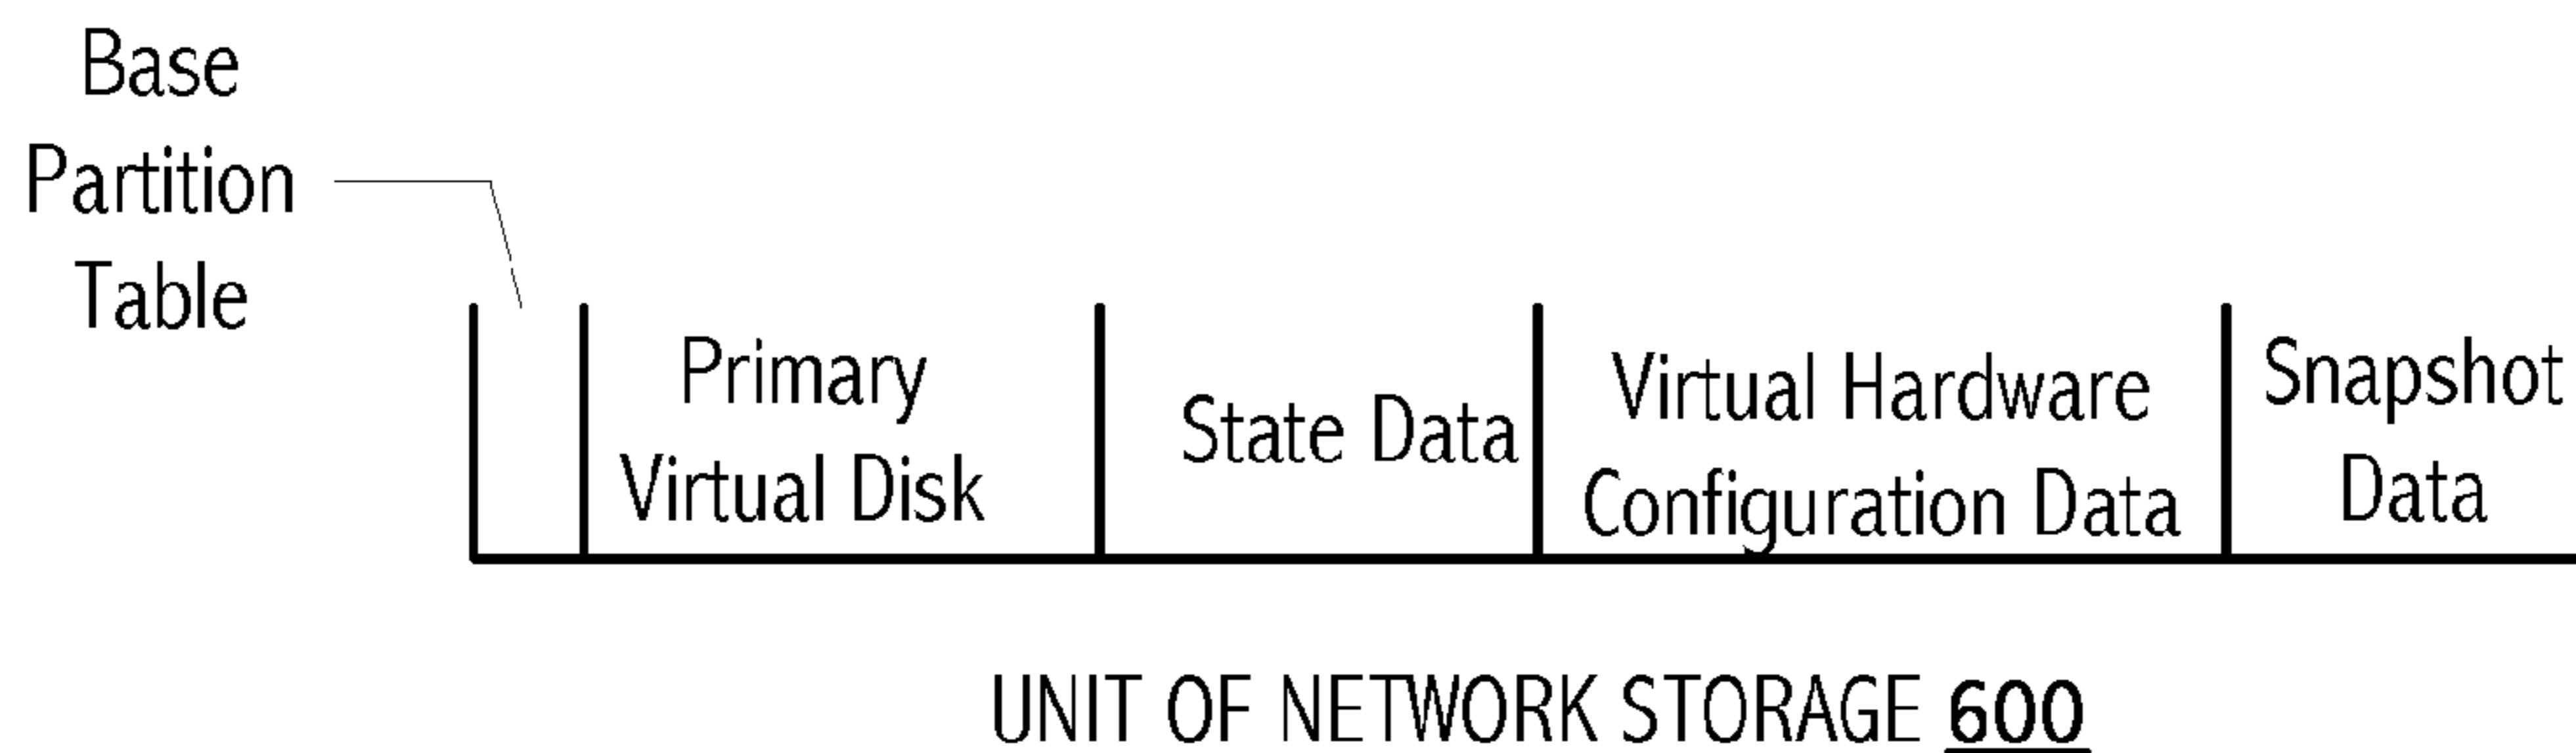 Base
Partition
Table
Primary
Virtual Disk
State Data
Virtual Hardware
Configuration Data
Snapshot
Data
UNIT OF NETWORK STORAGE 600